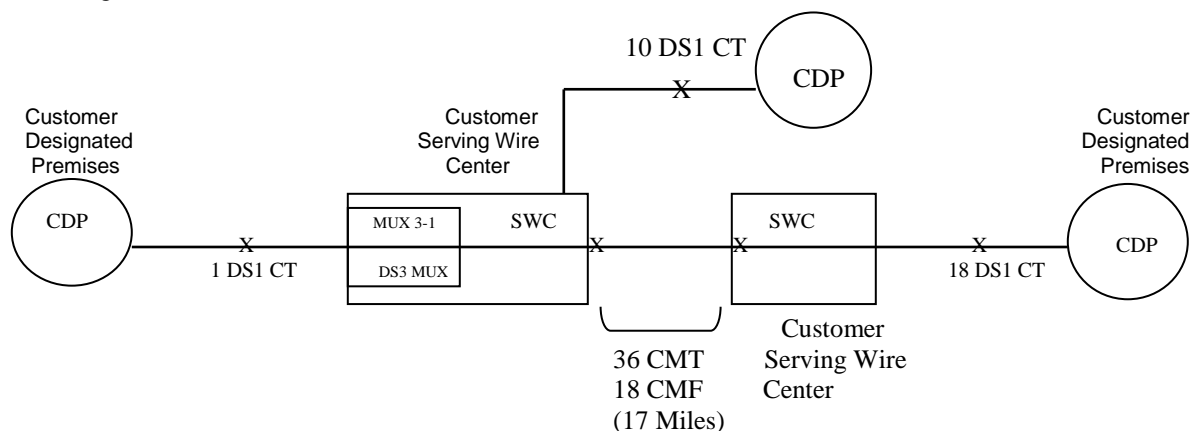 10 DS1 CT
X
CDP
Customer
Designated
Premises
Customer
Serving Wire
Center
Customer
Designated
Premises
CDP
X
1 DS1 CT
MUX 3-1
DS3 MUX
SWC
X
X
SWC
X
18 DS1 CT
CDP
36 CMT
18 CMF
(17 Miles)
Customer
Serving Wire
Center